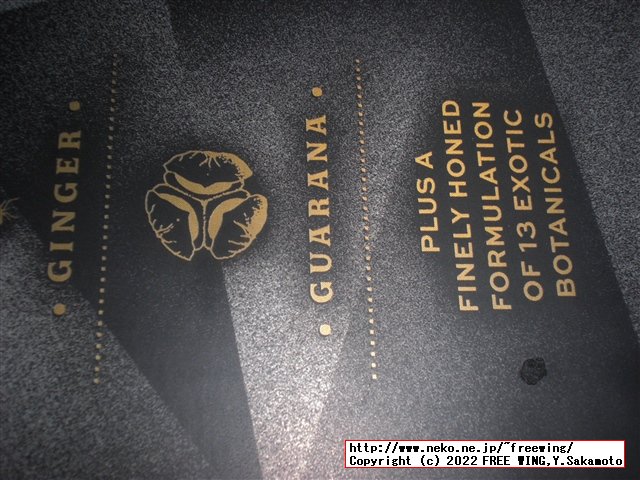 • GINGER •
• GUARANA •
PLUS A
FINELY HONED
FORMULATION
OF 13 EXOTIC
BOTANICALS
http://www.neko.ne.jp/~freewing/
Copyright (c) 2022 FREE WING,Y.Sakamoto